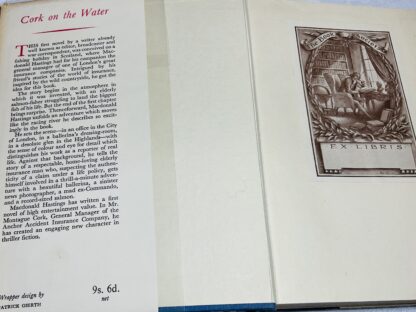 Cork on the Water
THIS first novel by a writer already
well known as editor, broadcaster and
war correspondent, was conceived on a
fishing holiday in Scotland, where Mac-
donald Hastings had for his companion the
general manager of one of London's great
insurance companies. Intrigued by his
friend's stories of the world of insurance,
inspired by the wild countryside, he got the
idea for this book.
The story begins in the atmosphere in
which it was invested, with an elderly
salmon-fisher struggling to land the biggest
fish of his life. But the end of the first chapter
brings surprise. Thenceforward, Macdonald
Hastings unfolds an adventure which moves
like the racing river he describes so excit-
ingly in the book.
He sets the scene—in an office in the City
of London, in a ballerina's dressing-room,
in a desolate glen in the Highlands—with
the sense of colour and eye for detail which
distinguishes his work as a reporter of real
life. Against that background, he tells the
story of a respectable, home-loving elderly
insurance man who, suspecting the authen-
ticity of a claim under a life policy, gets
himself involved in a thrill-a-minute adven-
ture with a beautiful ballerina, a sinister
news photographer, a mad ex-Commando,
and a record-sized salmon.
Macdonald Hastings has written a first
novel of high entertainment value. In Mr.
Montague Cork, General Manager of the
Anchor Accident Insurance Company, he
has created an engaging new character in
thriller fiction.
9s. 6d.
net
Wrapper design by
PATRICK GIERTH
EX LIBRIS